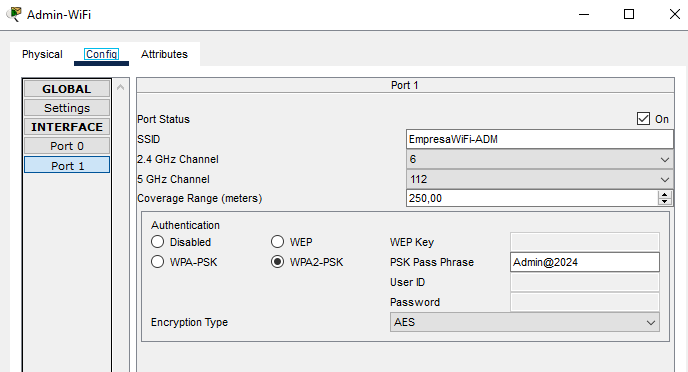 Admin-WiFi
Physical Config Attributes
GLOBAL
Settings
INTERFACE
Port 0
Port 1
Port 1
Port Status On
SSID EmpresaWiFi-ADM
2.4 GHz Channel 6
5 GHz Channel 112
Coverage Range (meters) 250,00
Authentication
Disabled WEP WEP Key
WPA-PSK WPA2-PSK PSK Pass Phrase Admin@2024
User ID
Password
Encryption Type AES